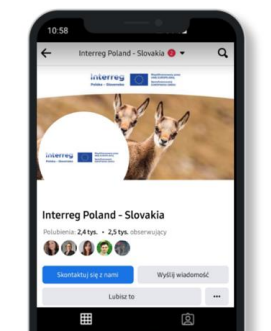 10:58
Interreg Poland - Slovakia
Interreg
Polska – Słowacja
Interreg
Interreg Poland – Slovakia
Polubienia: 2,4 tys. • 2,5 tys. obserwujący
Skontaktuj się z nami
Wyślij wiadomość
Lubisz to